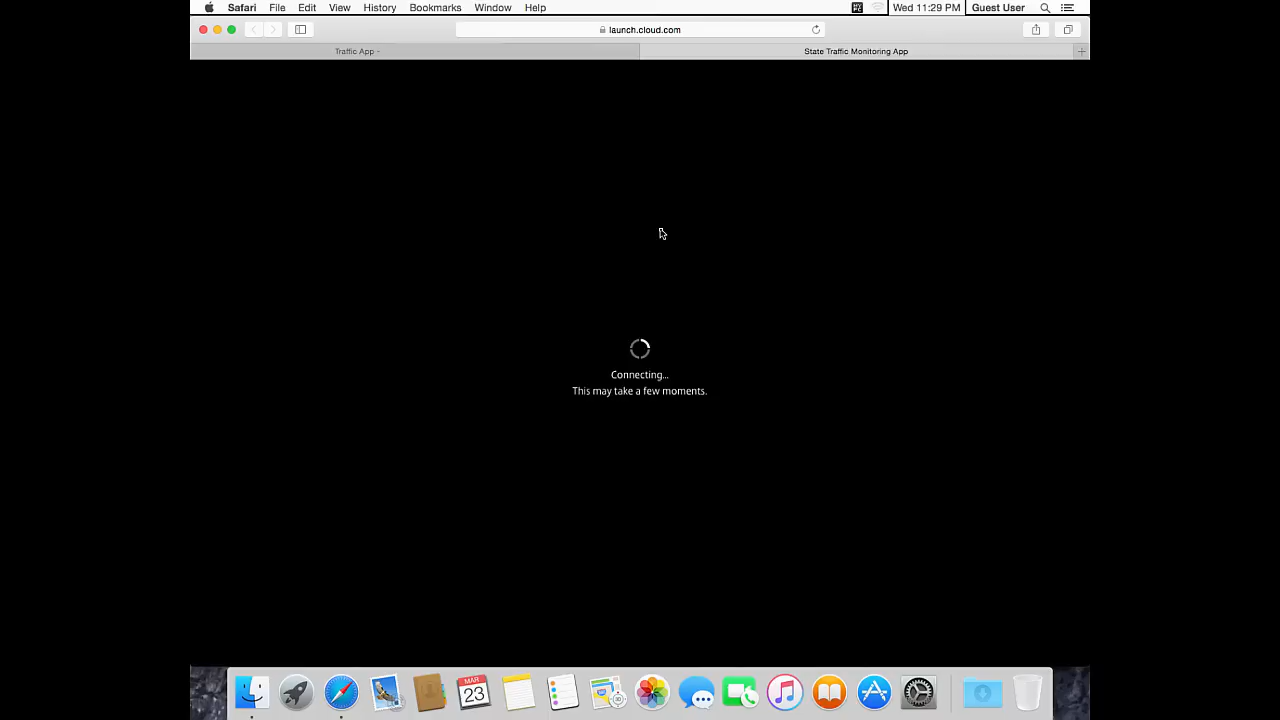 Safari File Edit View History Bookmarks Window Help Wed 11:29 PM Guest User
launch.cloud.com
Traffic App - State Traffic Monitoring App
Connecting...
This may take a few moments.
MAR
23